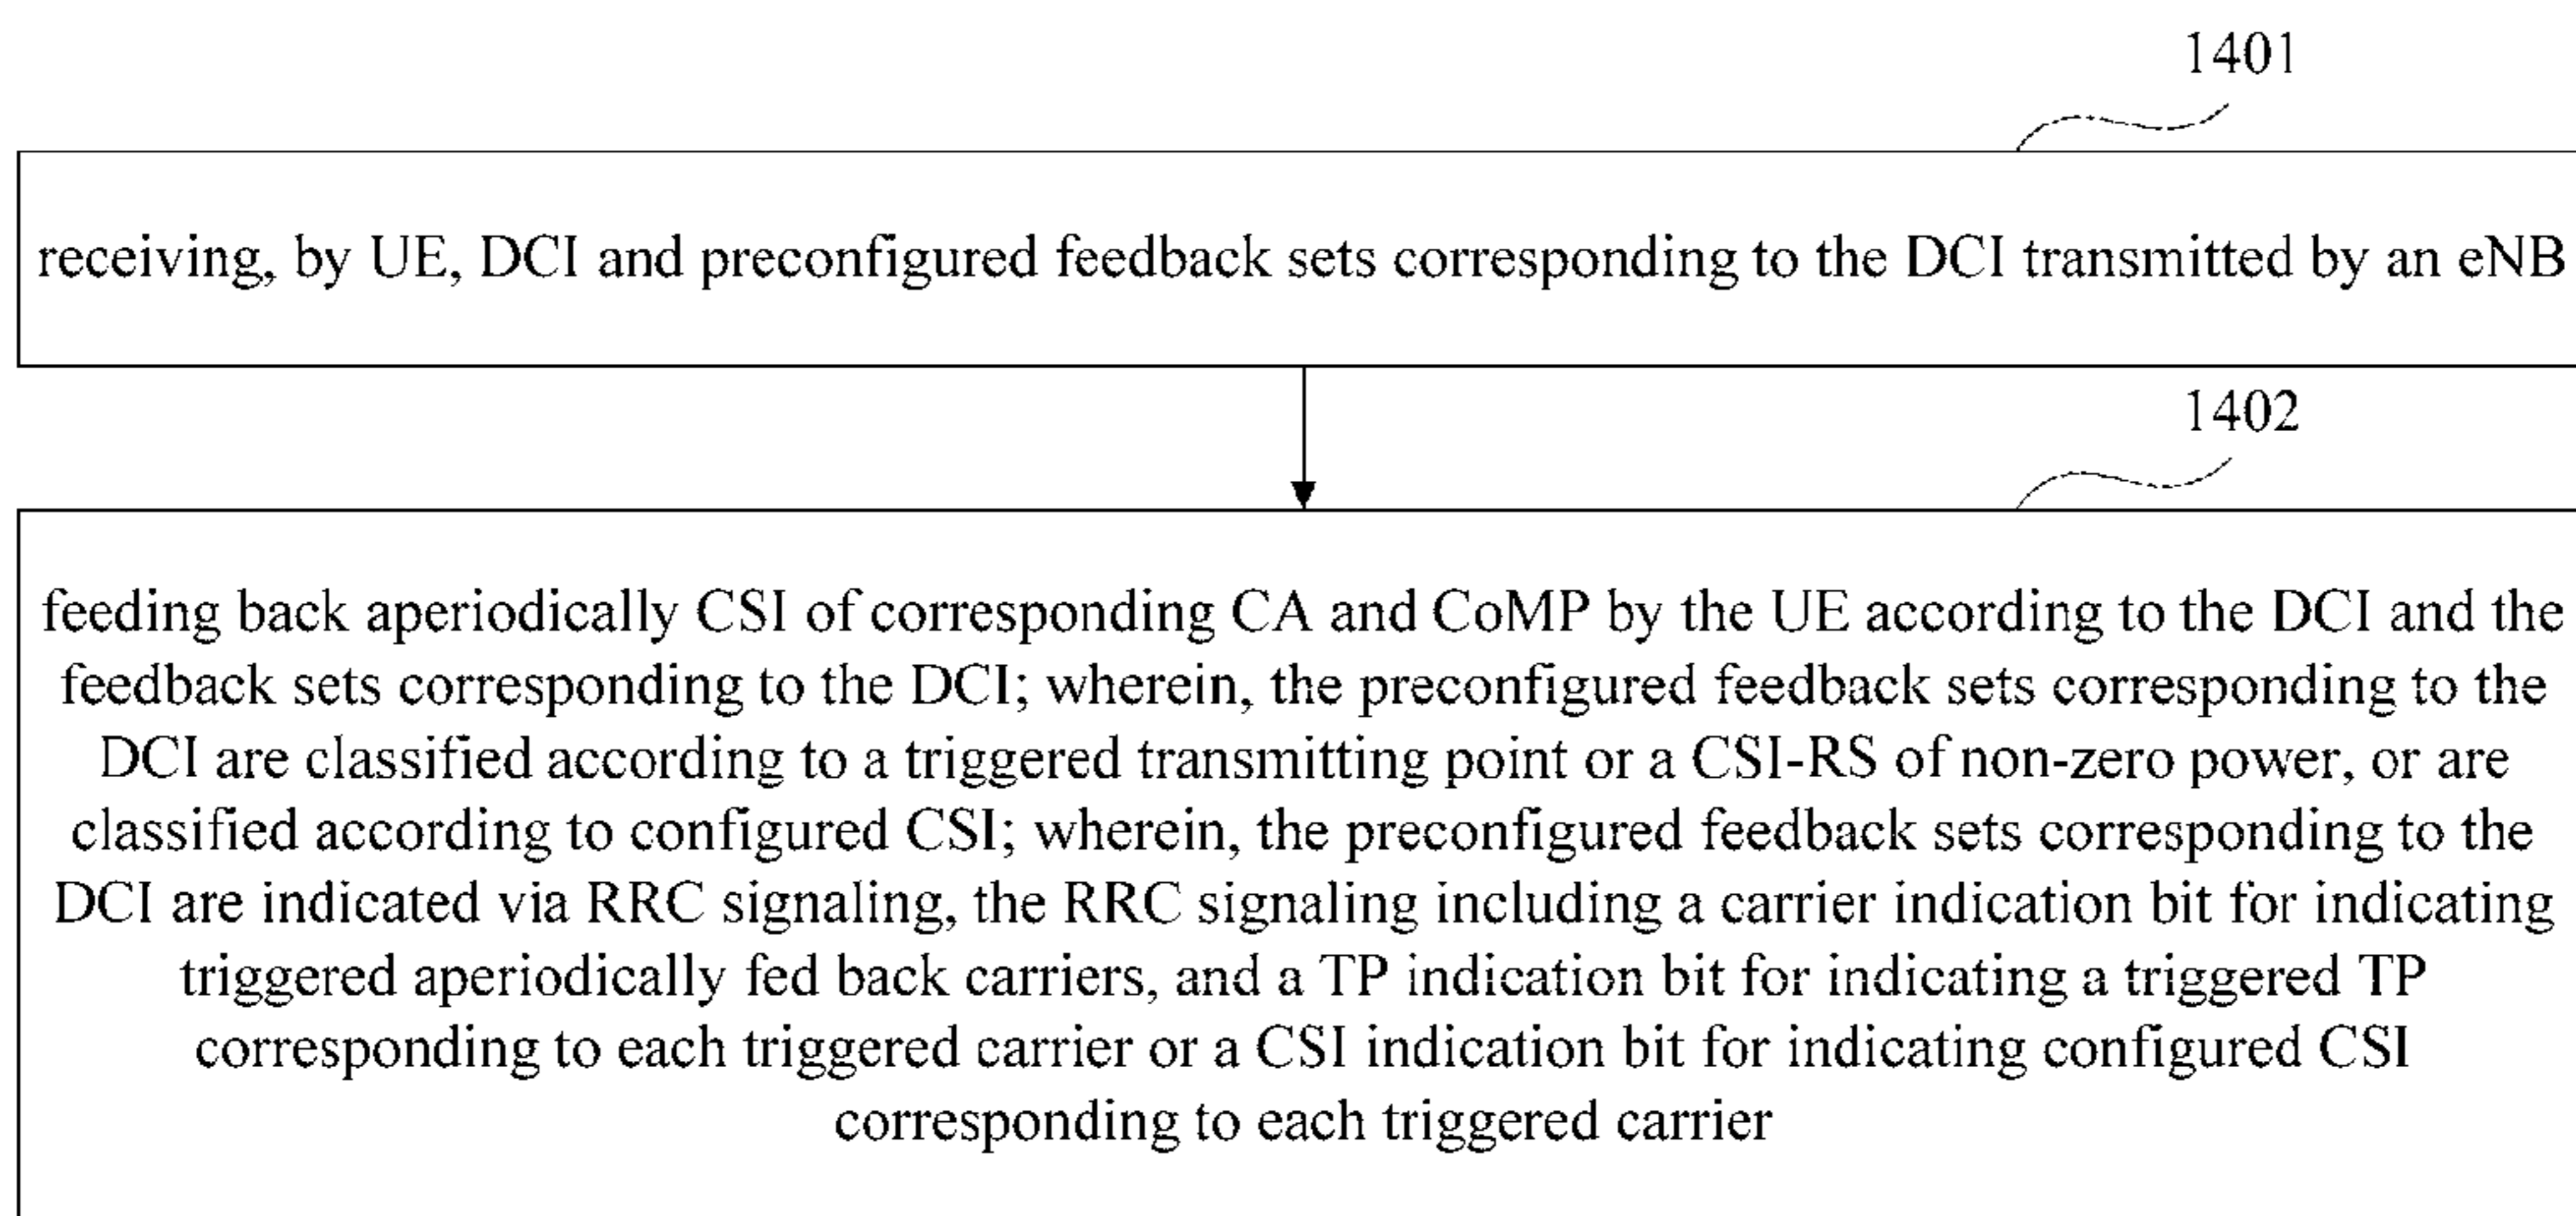 1401
receiving, by UE, DCI and preconfigured feedback sets corresponding to the DCI transmitted by an eNB
1402
feeding back aperiodically CSI of corresponding CA and CoMP by the UE according to the DCI and the
feedback sets corresponding to the DCI; wherein, the preconfigured feedback sets corresponding to the
DCI are classified according to a triggered transmitting point or a CSI-RS of non-zero power, or are
classified according to configured CSI; wherein, the preconfigured feedback sets corresponding to the
DCI are indicated via RRC signaling, the RRC signaling including a carrier indication bit for indicating
triggered aperiodically fed back carriers, and a TP indication bit for indicating a triggered TP
corresponding to each triggered carrier or a CSI indication bit for indicating configured CSI
corresponding to each triggered carrier